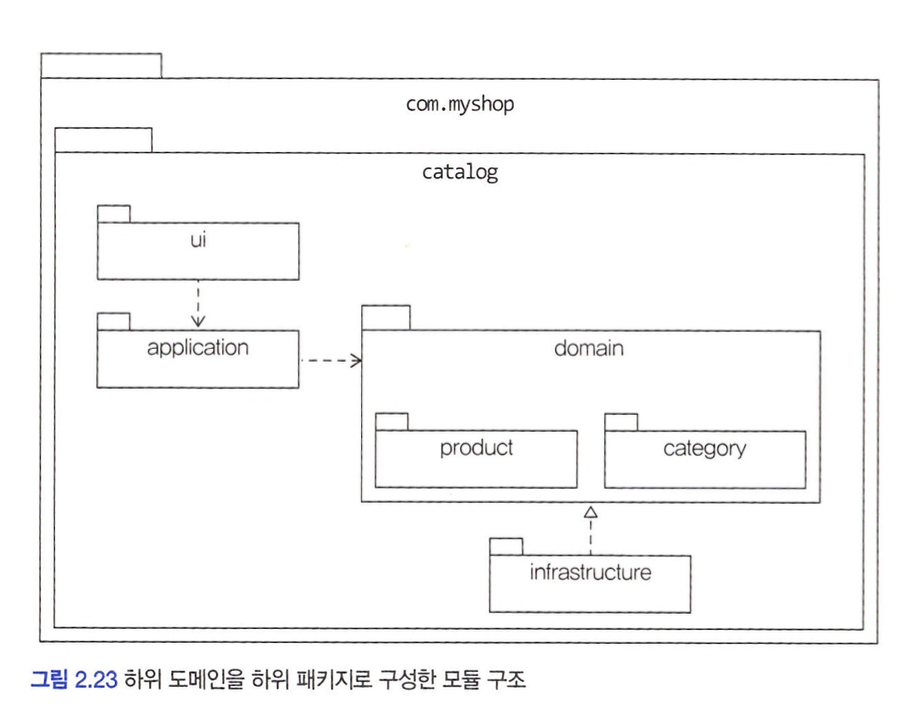 com.myshop
catalog
ui
application
domain
product
category
infrastructure
그림 2.23 하위 도메인을 하위 패키지로 구성한 모듈 구조